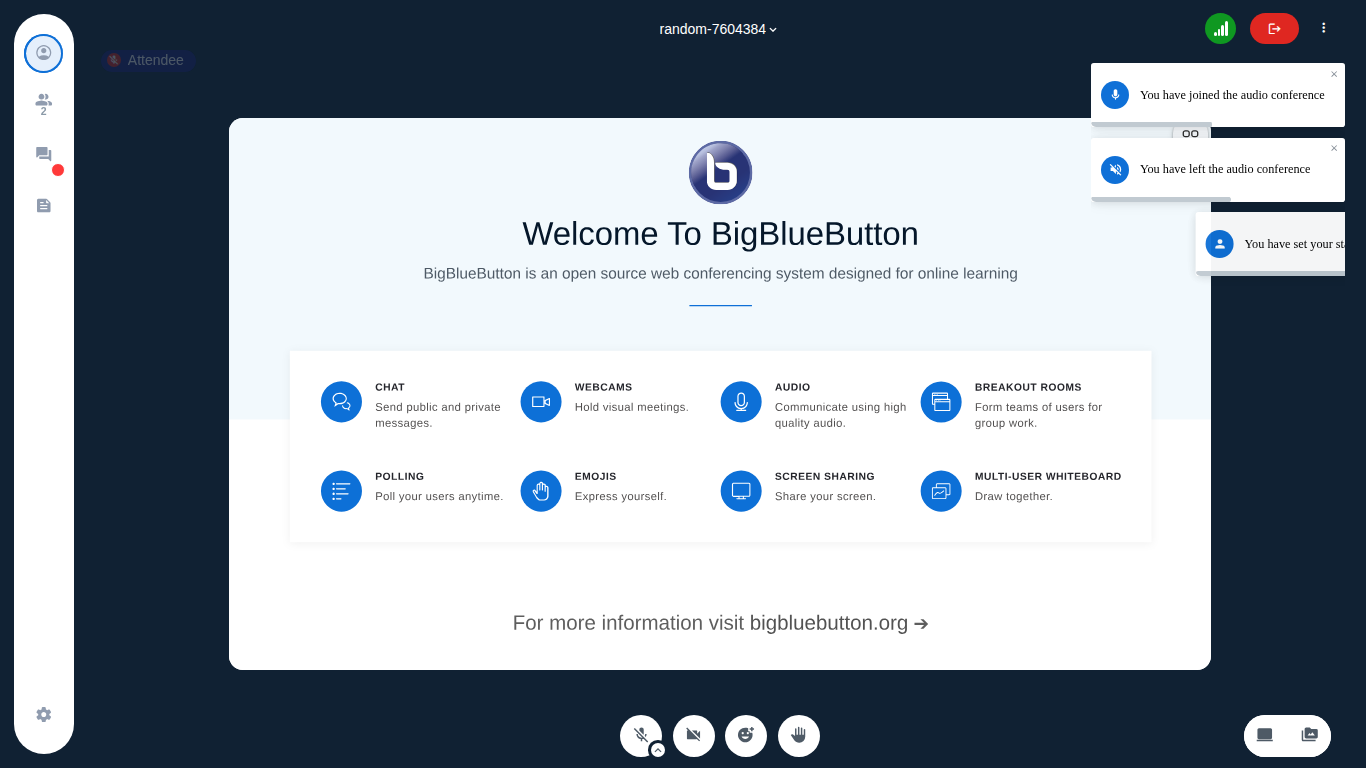 random-7604384
Attendee
2
You have joined the audio conference
You have left the audio conference
You have set your
Welcome To BigBlueButton
BigBlueButton is an open source web conferencing system designed for online learning
CHAT
Send public and private
messages.
WEBCAMS
Hold visual meetings.
AUDIO
Communicate using high
quality audio.
BREAKOUT ROOMS
Form teams of users for
group work.
POLLING
Poll your users anytime.
EMOJIS
Express yourself.
SCREEN SHARING
Share your screen.
MULTI-USER WHITEBOARD
Draw together.
For more information visit bigbluebutton.org →